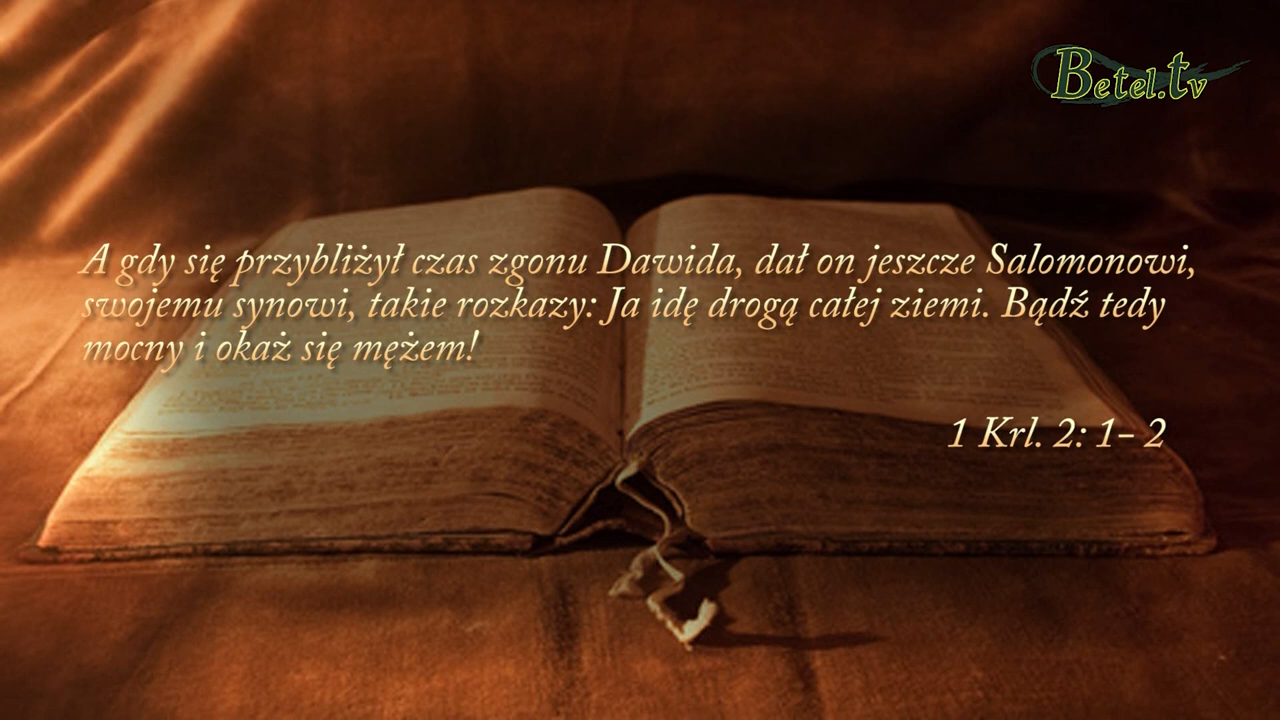 Betel.tv
A gdy się przybliżył czas zgonu Dawida, dał on jeszcze Salomonowi,
swojemu synowi, takie rozkazy: Ja idę drogą całej ziemi. Bądź tedy
mocny i okaż się mężem!
1 Krl. 2: 1- 2